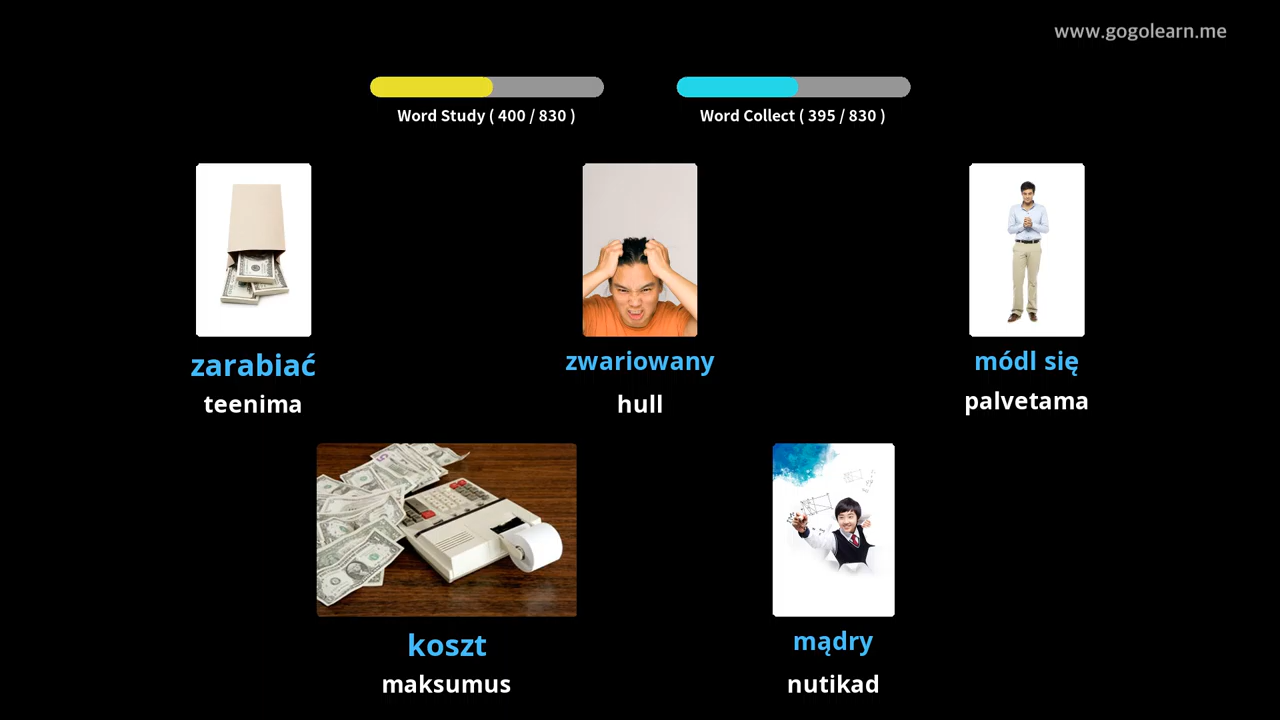 www.gogolearn.me
Word Study ( 400 / 830 )
Word Collect ( 395 / 830 )
zarabiać
teenima
zwariowany
hull
módl się
palvetama
koszt
maksumus
mądry
nutikad